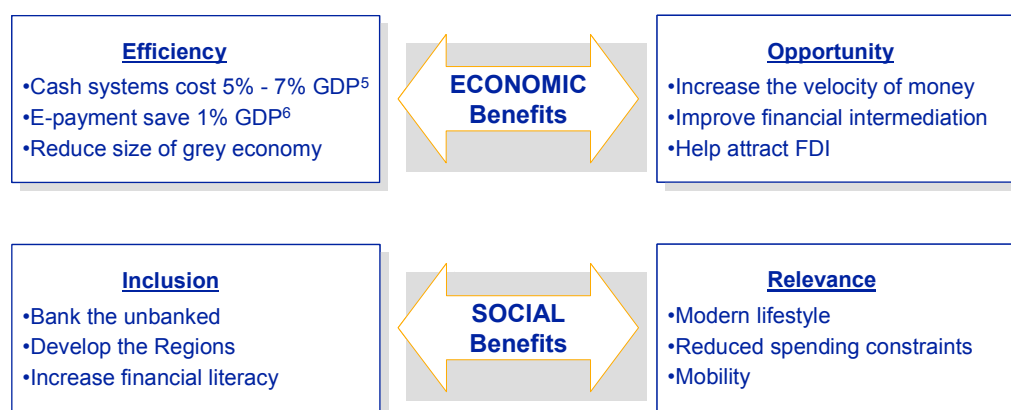 Efficiency
•Cash systems cost 5% - 7% GDP⁵
•E-payment save 1% GDP⁶
•Reduce size of grey economy
ECONOMIC
Benefits
Opportunity
•Increase the velocity of money
•Improve financial intermediation
•Help attract FDI
Inclusion
•Bank the unbanked
•Develop the Regions
•Increase financial literacy
SOCIAL
Benefits
Relevance
•Modern lifestyle
•Reduced spending constraints
•Mobility